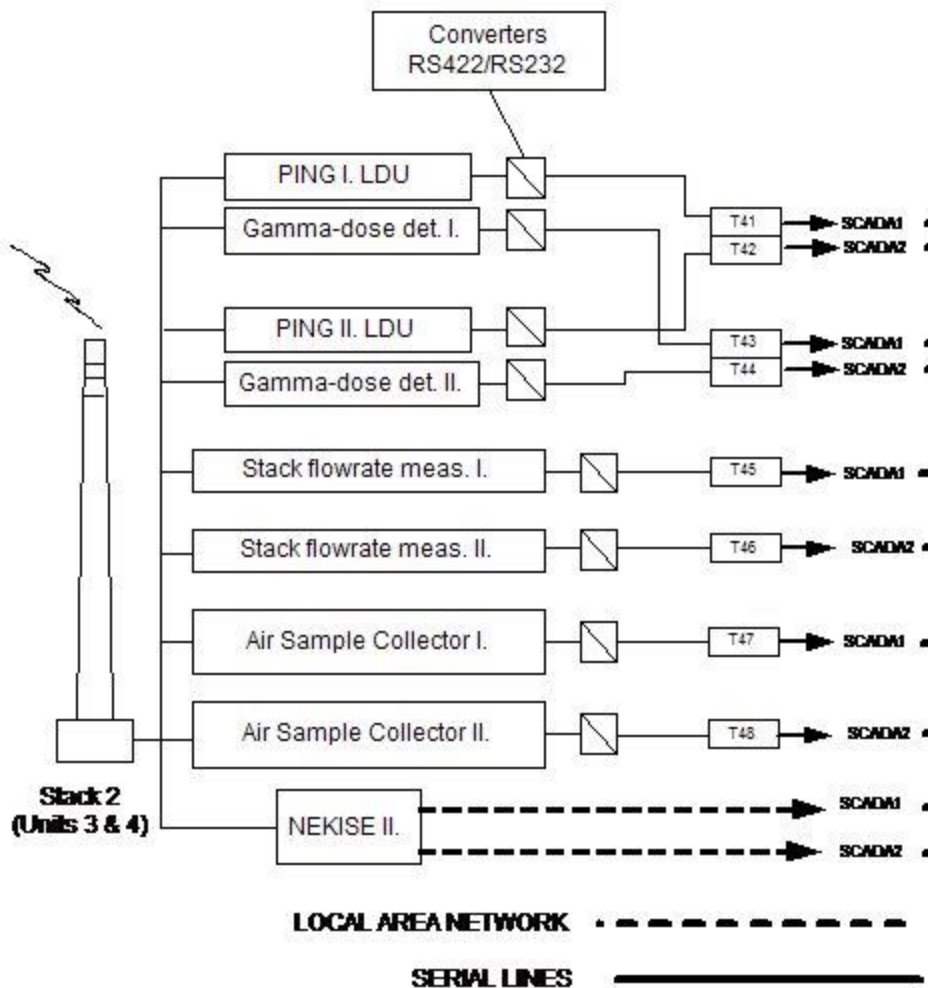 Converters
RS422/RS232
PING I. LDU
Gamma-dose det. I.
T41
SCADA1
T42
SCADA2
PING II. LDU
T43
SCADA1
Gamma-dose det. II.
T44
SCADA2
Stack flowrate meas. I.
T45
SCADA1
Stack flowrate meas. II.
T46
SCADA2
Air Sample Collector I.
T47
SCADA1
Air Sample Collector II.
T48
SCADA2
Stack 2
(Units 3 & 4)
NEKISE II.
SCADA1
SCADA2
LOCAL AREA NETWORK
SERIAL LINES